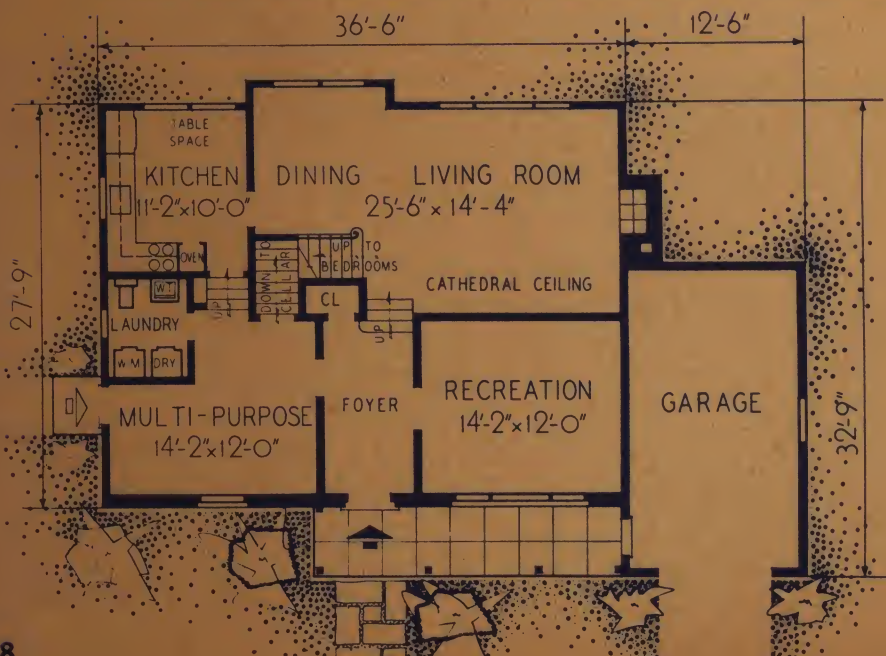 36'-6"
12'-6"
TABLE
SPACE
KITCHEN
11'-2"x10'-0"
DINING
LIVING ROOM
25'-6" x 14'-4"
OVEN
UP TO
BEDROOMS
DOWN TO
CELLAR
CATHEDRAL CEILING
27'-9"
W.T.
UP
CL
UP
LAUNDRY
W M
DRY
MULTI-PURPOSE
14'-2"x12'-0"
FOYER
RECREATION
14'-2"x12'-0"
GARAGE
32'-9"
8